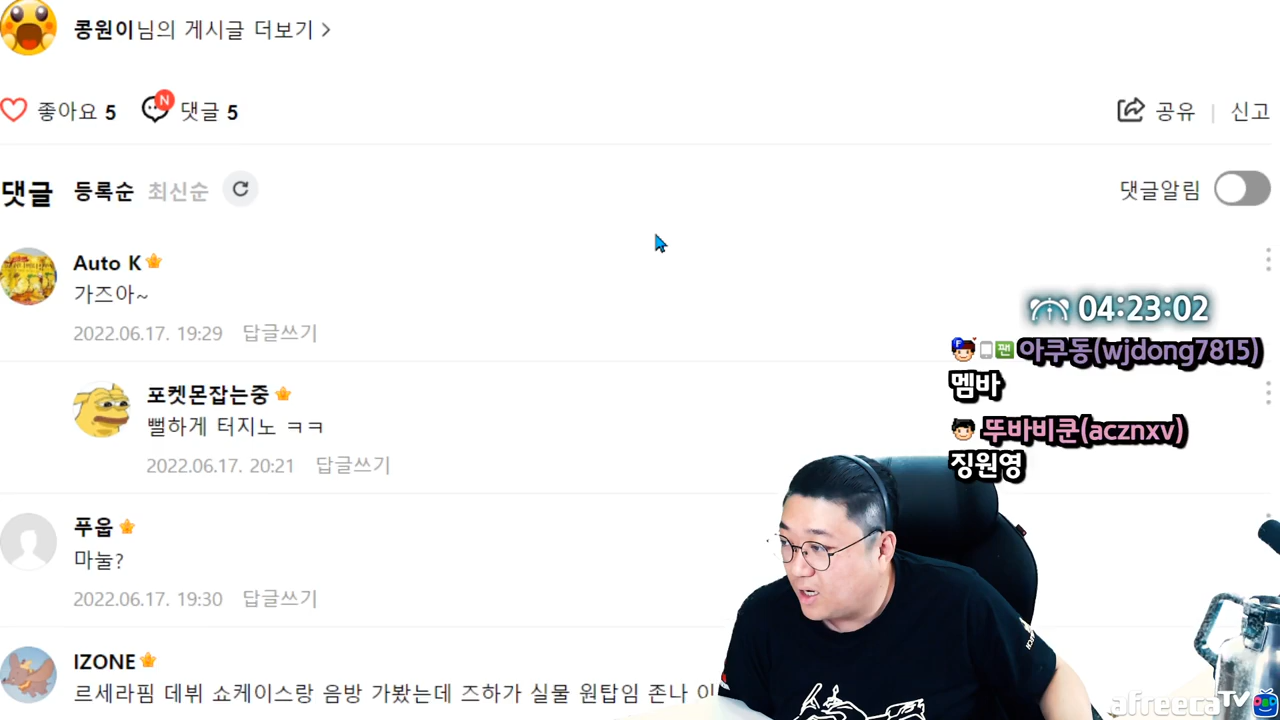 콩원이님의 게시글 더보기 >
좋아요 5 N 댓글 5 공유 | 신고
댓글 등록순 최신순 댓글알림
Auto K
가즈아~
2022.06.17. 19:29 답글쓰기
04:23:02
F 팬 아쿠동(wjdong7815)
멤바
뚜바비쿤(acznxv)
징원영
포켓몬잡는중
뻘하게 터지노 ㅋㅋ
2022.06.17. 20:21 답글쓰기
푸웁
마눌?
2022.06.17. 19:30 답글쓰기
IZONE
르세라핌 데뷔 쇼케이스랑 음방 가봤는데 즈하가 실물 원탑임 존나 이
afreecaTV